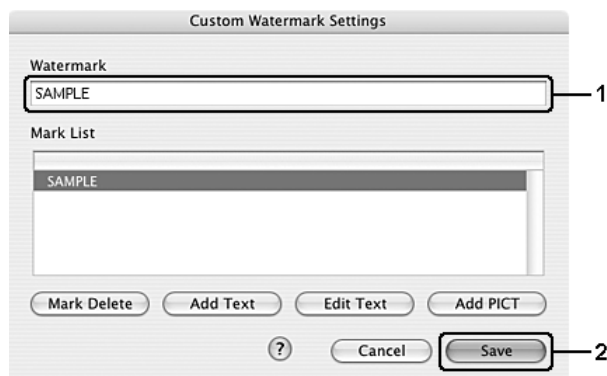 Custom Watermark Settings
Watermark
SAMPLE
1
Mark List
SAMPLE
Mark Delete Add Text Edit Text Add PICT
? Cancel Save 2